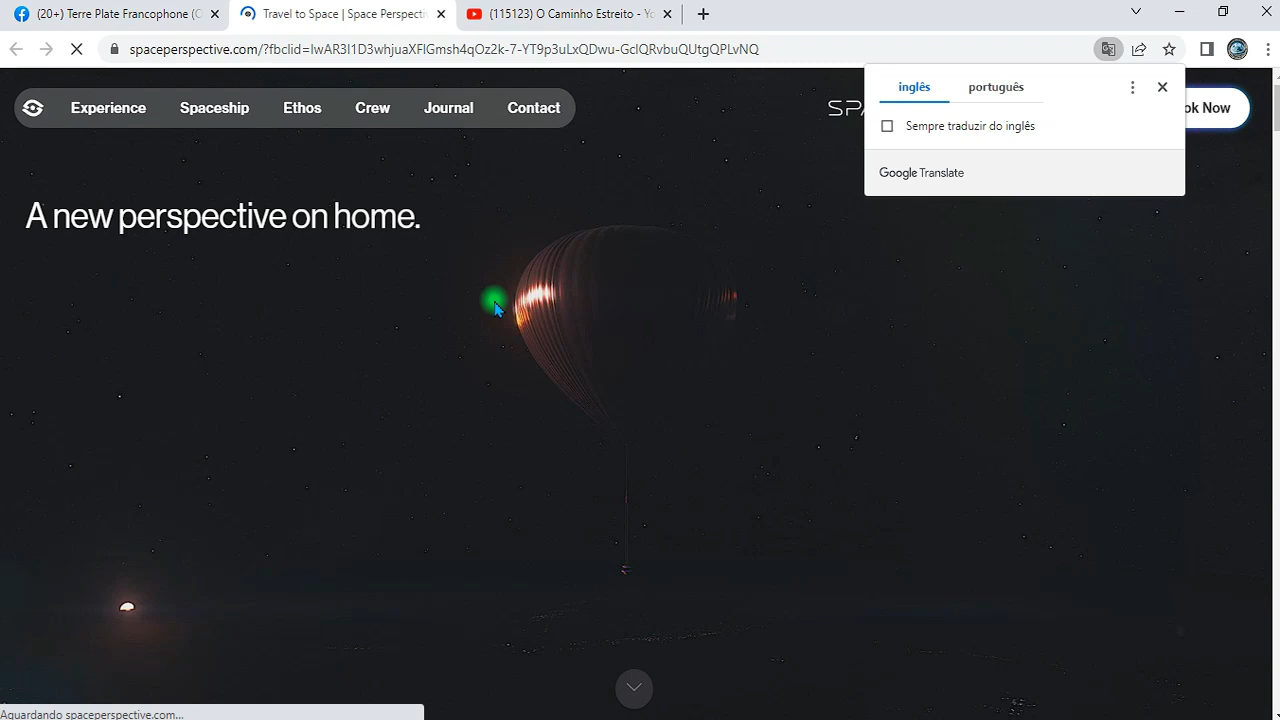 (20+) Terre Plate Francophone (O
Travel to Space | Space Perspecti
(115123) O Caminho Estreito - Yo
spaceperspective.com/?fbclid=IwAR3I1D3whjuaXFlGmsh4qOz2k-7-YT9p3uLxQDwu-GclQRvbuQUtgQPLvNQ
inglês
português
Sempre traduzir do inglês
Google Translate
Experience
Spaceship
Ethos
Crew
Journal
Contact
SPA
ok Now
A new perspective on home.
Aguardando spaceperspective.com...